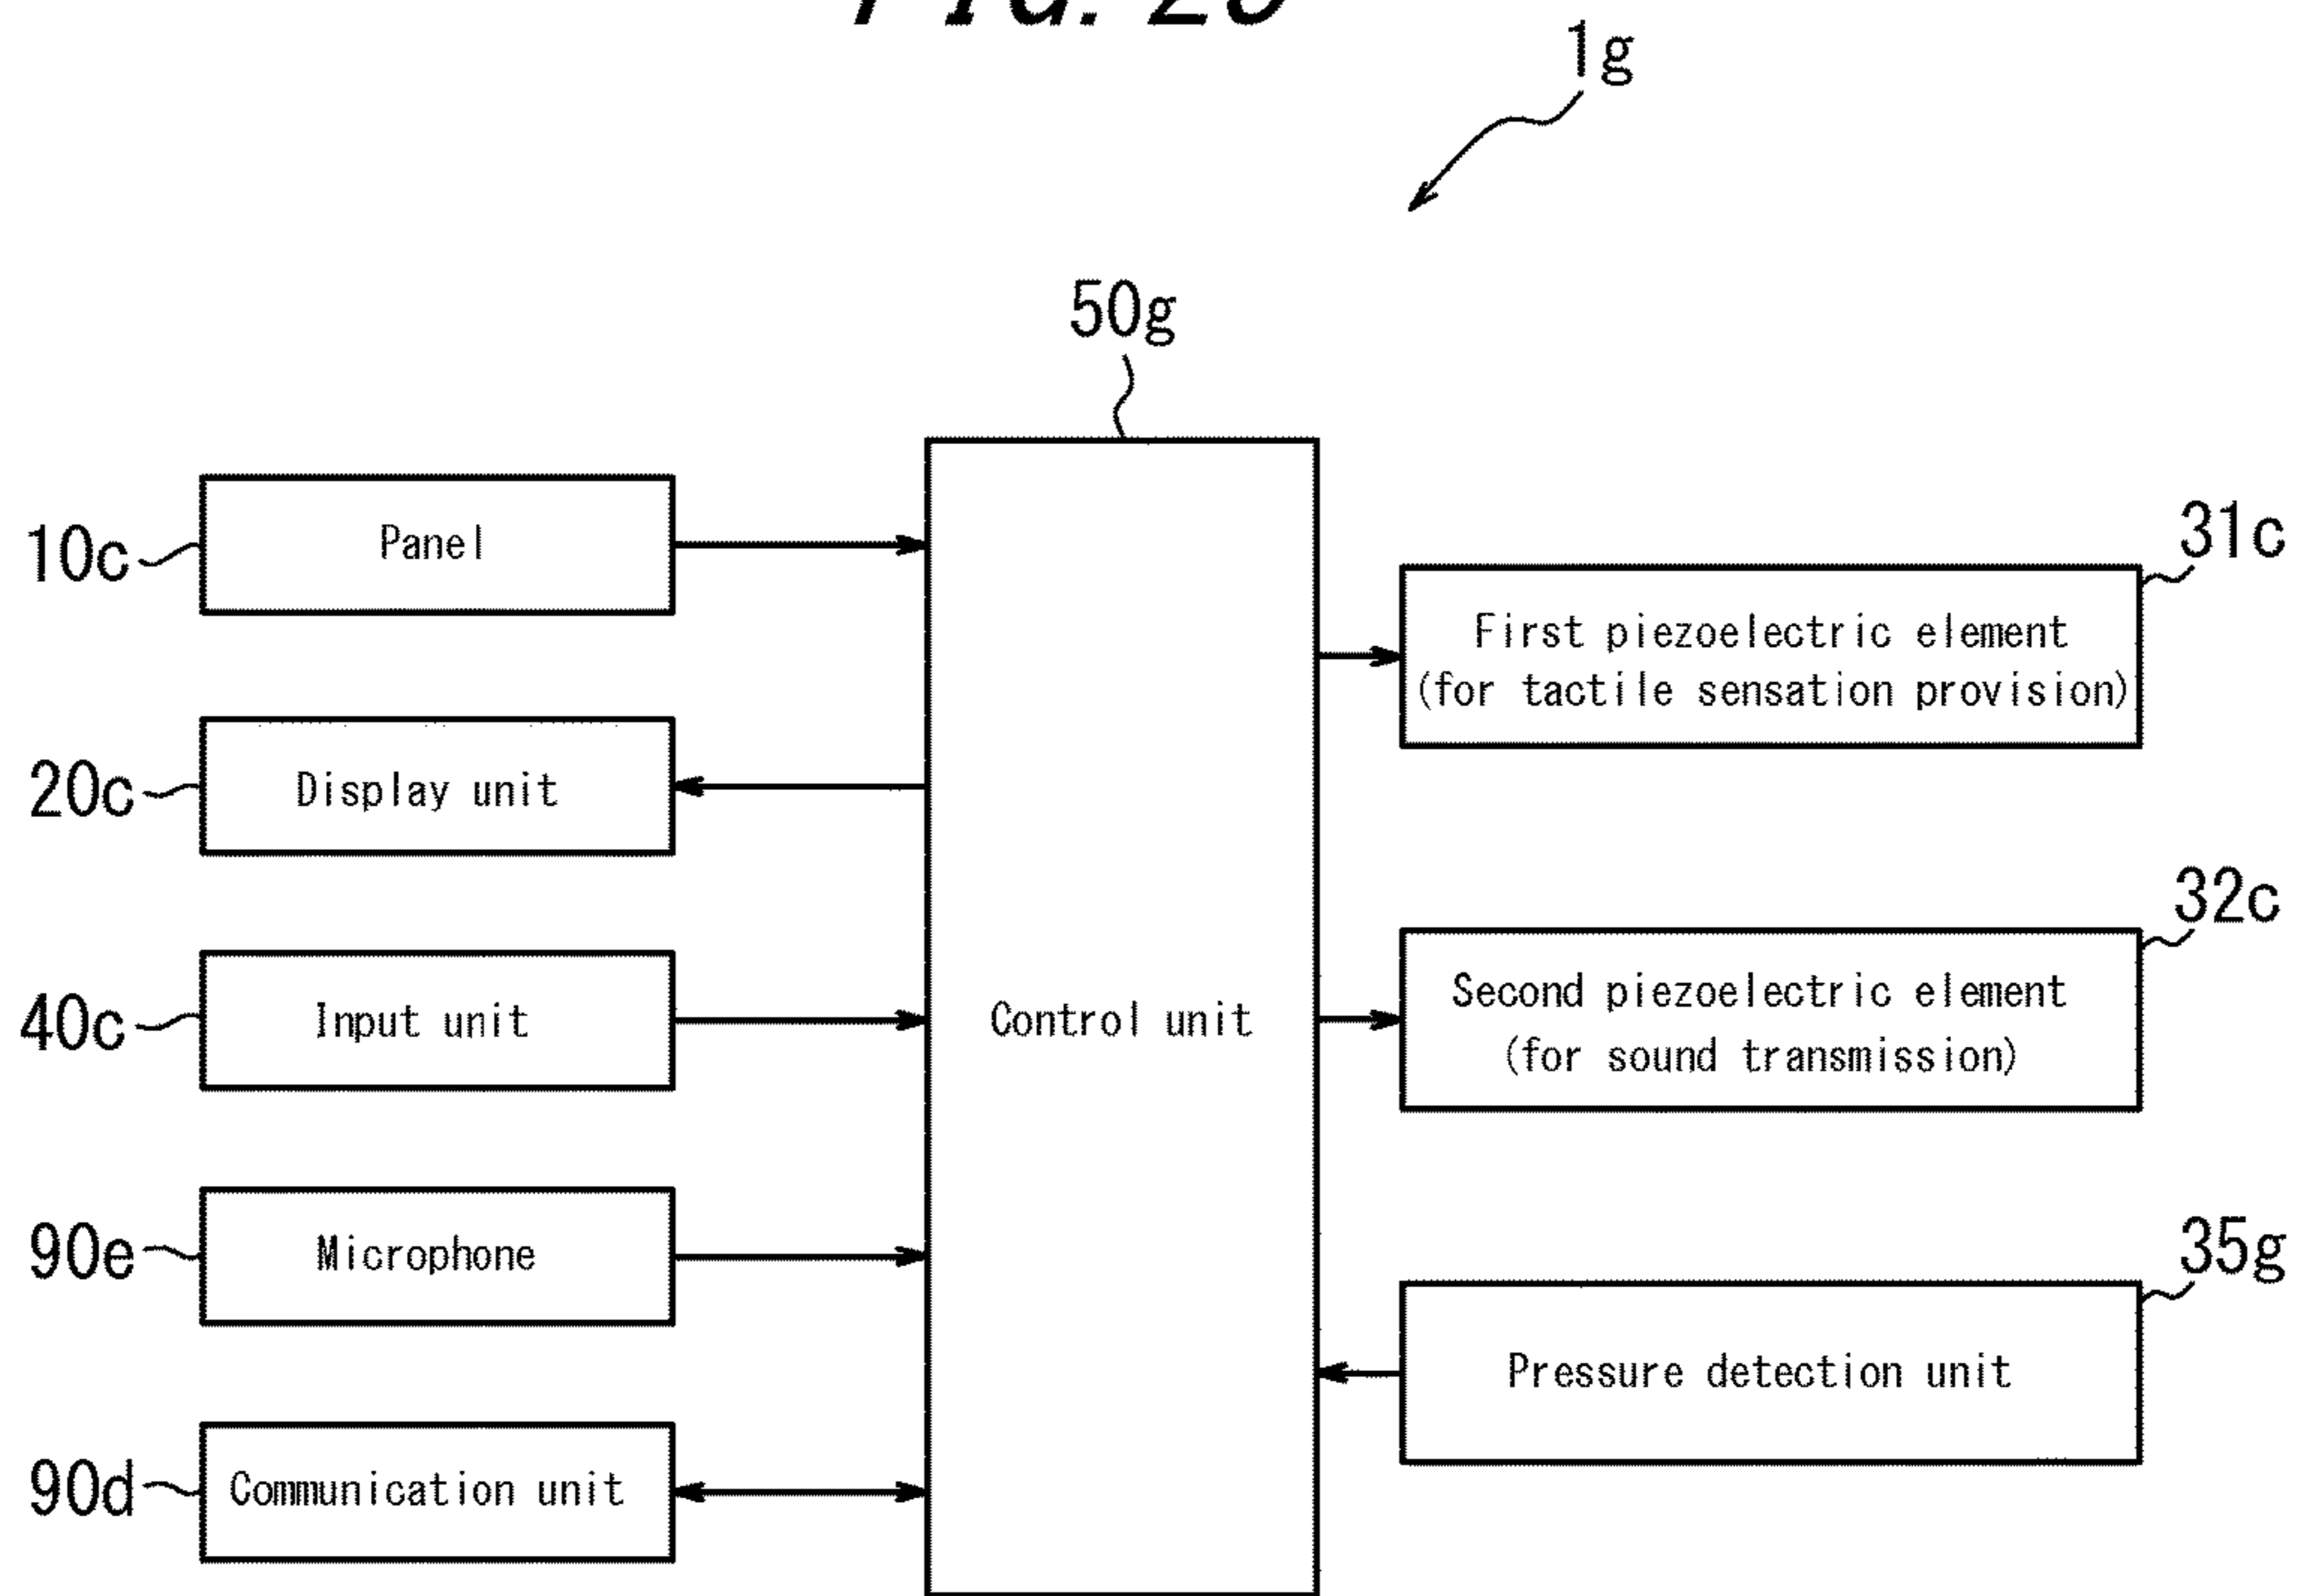 1g
50g
10c
Panel
31c
First piezoelectric element
(for tactile sensation provision)
20c
Display unit
32c
Second piezoelectric element
(for sound transmission)
40c
Input unit
Control unit
90e
Microphone
35g
Pressure detection unit
90d
Communication unit